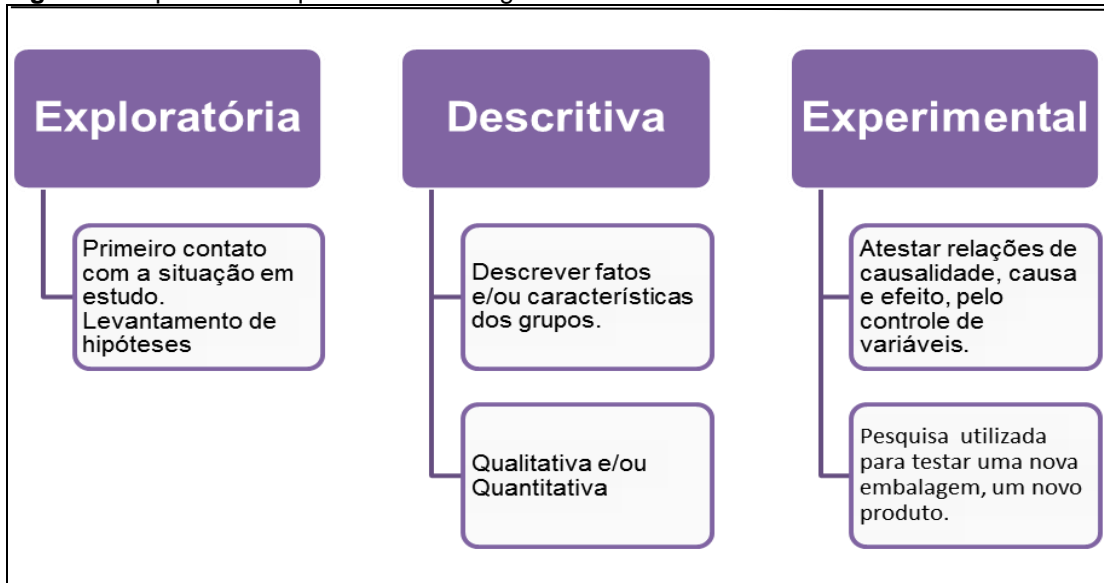 Exploratória
Primeiro contato
com a situação em
estudo.
Levantamento de
hipóteses
Descritiva
Descrever fatos
e/ou características
dos grupos.
Qualitativa e/ou
Quantitativa
Experimental
Atestar relações de
causalidade, causa
e efeito, pelo
controle de
variáveis.
Pesquisa utilizada
para testar uma nova
embalagem, um novo
produto.